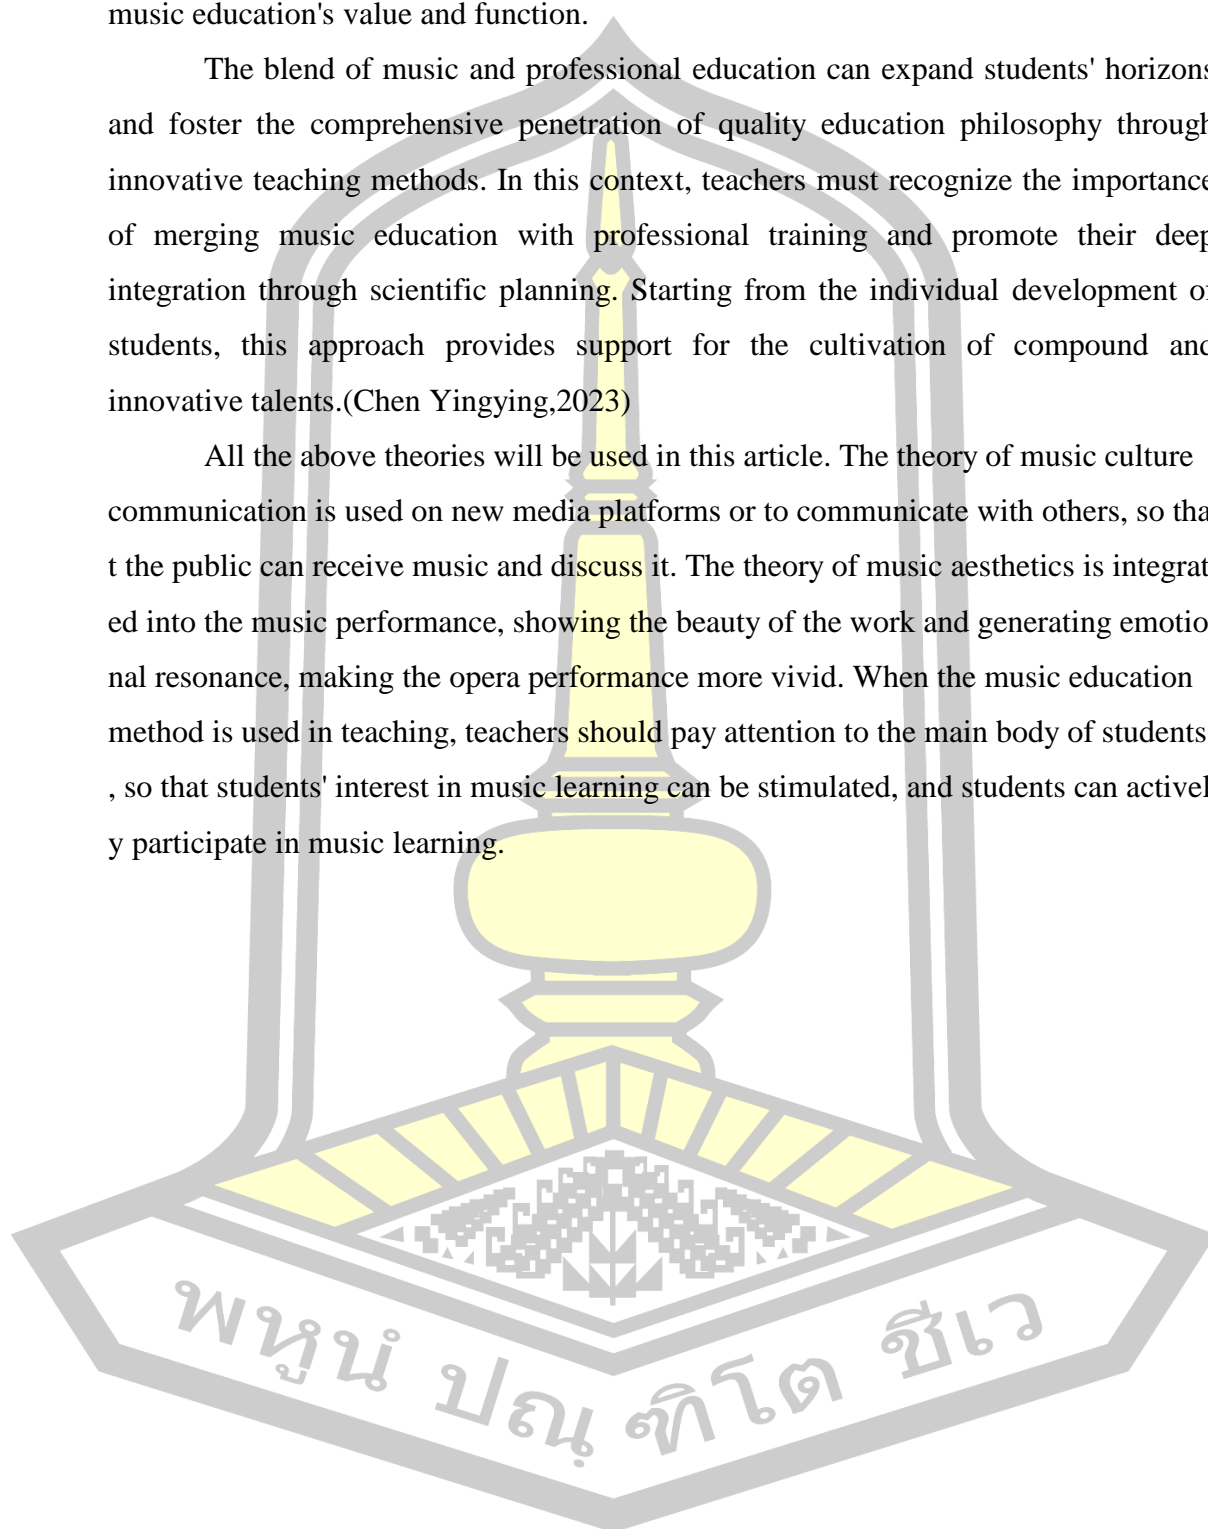 music education's value and function.
The blend of music and professional education can expand students' horizons
and foster the comprehensive penetration of quality education philosophy through
innovative teaching methods. In this context, teachers must recognize the importance
of merging music education with professional training and promote their deep
integration through scientific planning. Starting from the individual development of
students, this approach provides support for the cultivation of compound and
innovative talents.(Chen Yingying,2023)
All the above theories will be used in this article. The theory of music culture
communication is used on new media platforms or to communicate with others, so tha
t the public can receive music and discuss it. The theory of music aesthetics is integrat
ed into the music performance, showing the beauty of the work and generating emotio
nal resonance, making the opera performance more vivid. When the music education
method is used in teaching, teachers should pay attention to the main body of students
, so that students' interest in music learning can be stimulated, and students can activel
y participate in music learning.
พหูนํ ปณฺฑิโต ชีเว